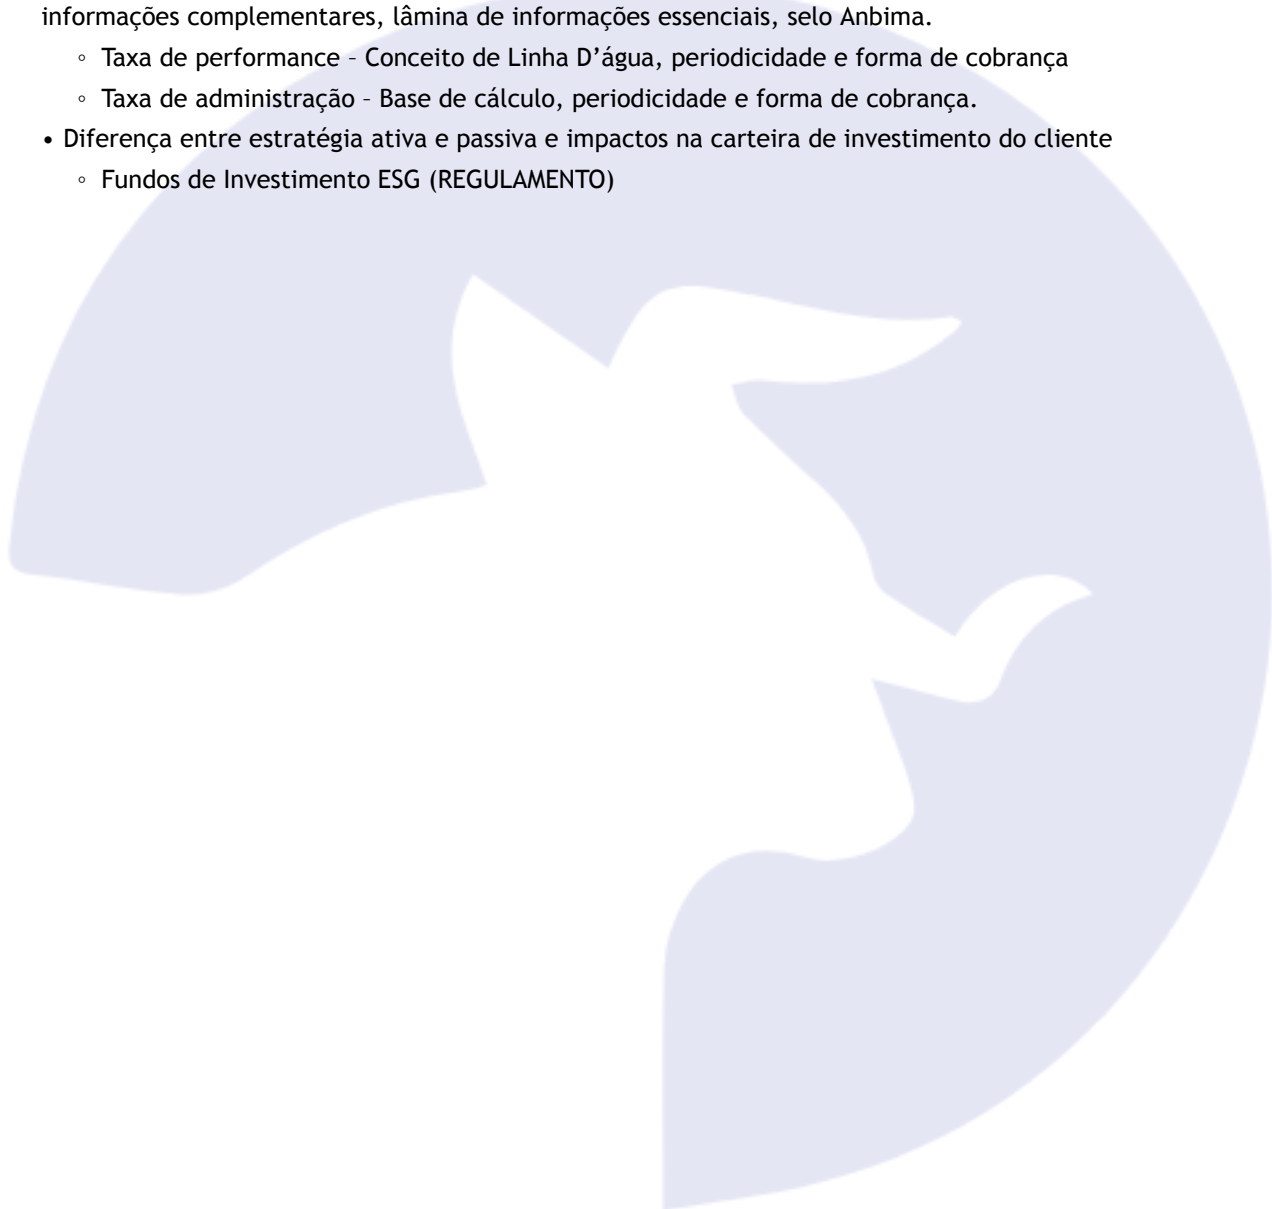 informações complementares, lâmina de informações essenciais, selo Anbima.
◦ Taxa de performance – Conceito de Linha D’água, periodicidade e forma de cobrança
◦ Taxa de administração – Base de cálculo, periodicidade e forma de cobrança.
• Diferença entre estratégia ativa e passiva e impactos na carteira de investimento do cliente
◦ Fundos de Investimento ESG (REGULAMENTO)